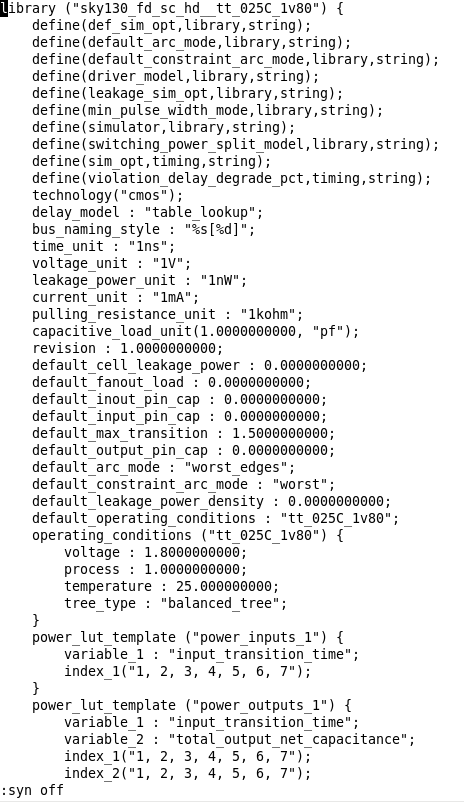 library ("sky130_fd_sc_hd__tt_025C_1v80") {
    define(def_sim_opt,library,string);
    define(default_arc_mode,library,string);
    define(default_constraint_arc_mode,library,string);
    define(driver_model,library,string);
    define(leakage_sim_opt,library,string);
    define(min_pulse_width_mode,library,string);
    define(simulator,library,string);
    define(switching_power_split_model,library,string);
    define(sim_opt,timing,string);
    define(violation_delay_degrade_pct,timing,string);
    technology("cmos");
    delay_model : "table_lookup";
    bus_naming_style : "%s[%d]";
    time_unit : "1ns";
    voltage_unit : "1V";
    leakage_power_unit : "1nW";
    current_unit : "1mA";
    pulling_resistance_unit : "1kohm";
    capacitive_load_unit(1.0000000000, "pf");
    revision : 1.0000000000;
    default_cell_leakage_power : 0.0000000000;
    default_fanout_load : 0.0000000000;
    default_inout_pin_cap : 0.0000000000;
    default_input_pin_cap : 0.0000000000;
    default_max_transition : 1.5000000000;
    default_output_pin_cap : 0.0000000000;
    default_arc_mode : "worst_edges";
    default_constraint_arc_mode : "worst";
    default_leakage_power_density : 0.0000000000;
    default_operating_conditions : "tt_025C_1v80";
    operating_conditions ("tt_025C_1v80") {
        voltage : 1.8000000000;
        process : 1.0000000000;
        temperature : 25.000000000;
        tree_type : "balanced_tree";
    }
    power_lut_template ("power_inputs_1") {
        variable_1 : "input_transition_time";
        index_1("1, 2, 3, 4, 5, 6, 7");
    }
    power_lut_template ("power_outputs_1") {
        variable_1 : "input_transition_time";
        variable_2 : "total_output_net_capacitance";
        index_1("1, 2, 3, 4, 5, 6, 7");
        index_2("1, 2, 3, 4, 5, 6, 7");
:syn off